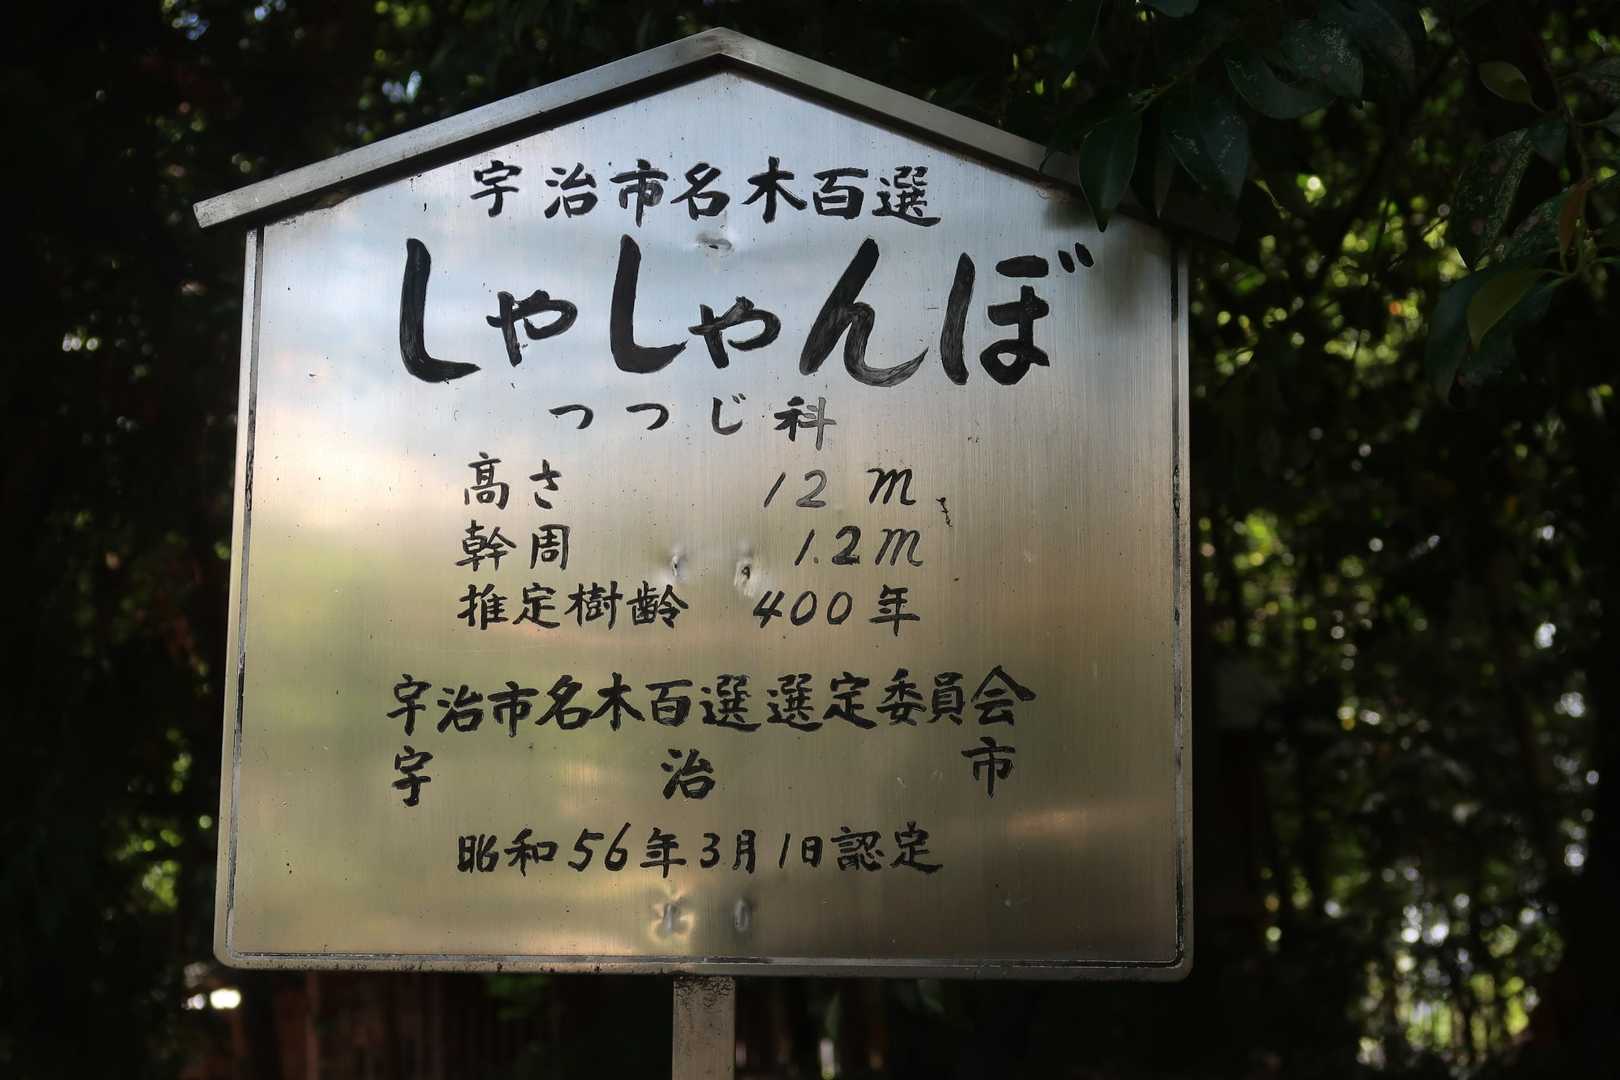 宇治市名木百選
しゃしゃんぼ
つつじ科
高さ 12m
幹周 1.2m
推定樹齢 400年
宇治市名木百選選定委員会
宇治市
昭和56年3月1日認定